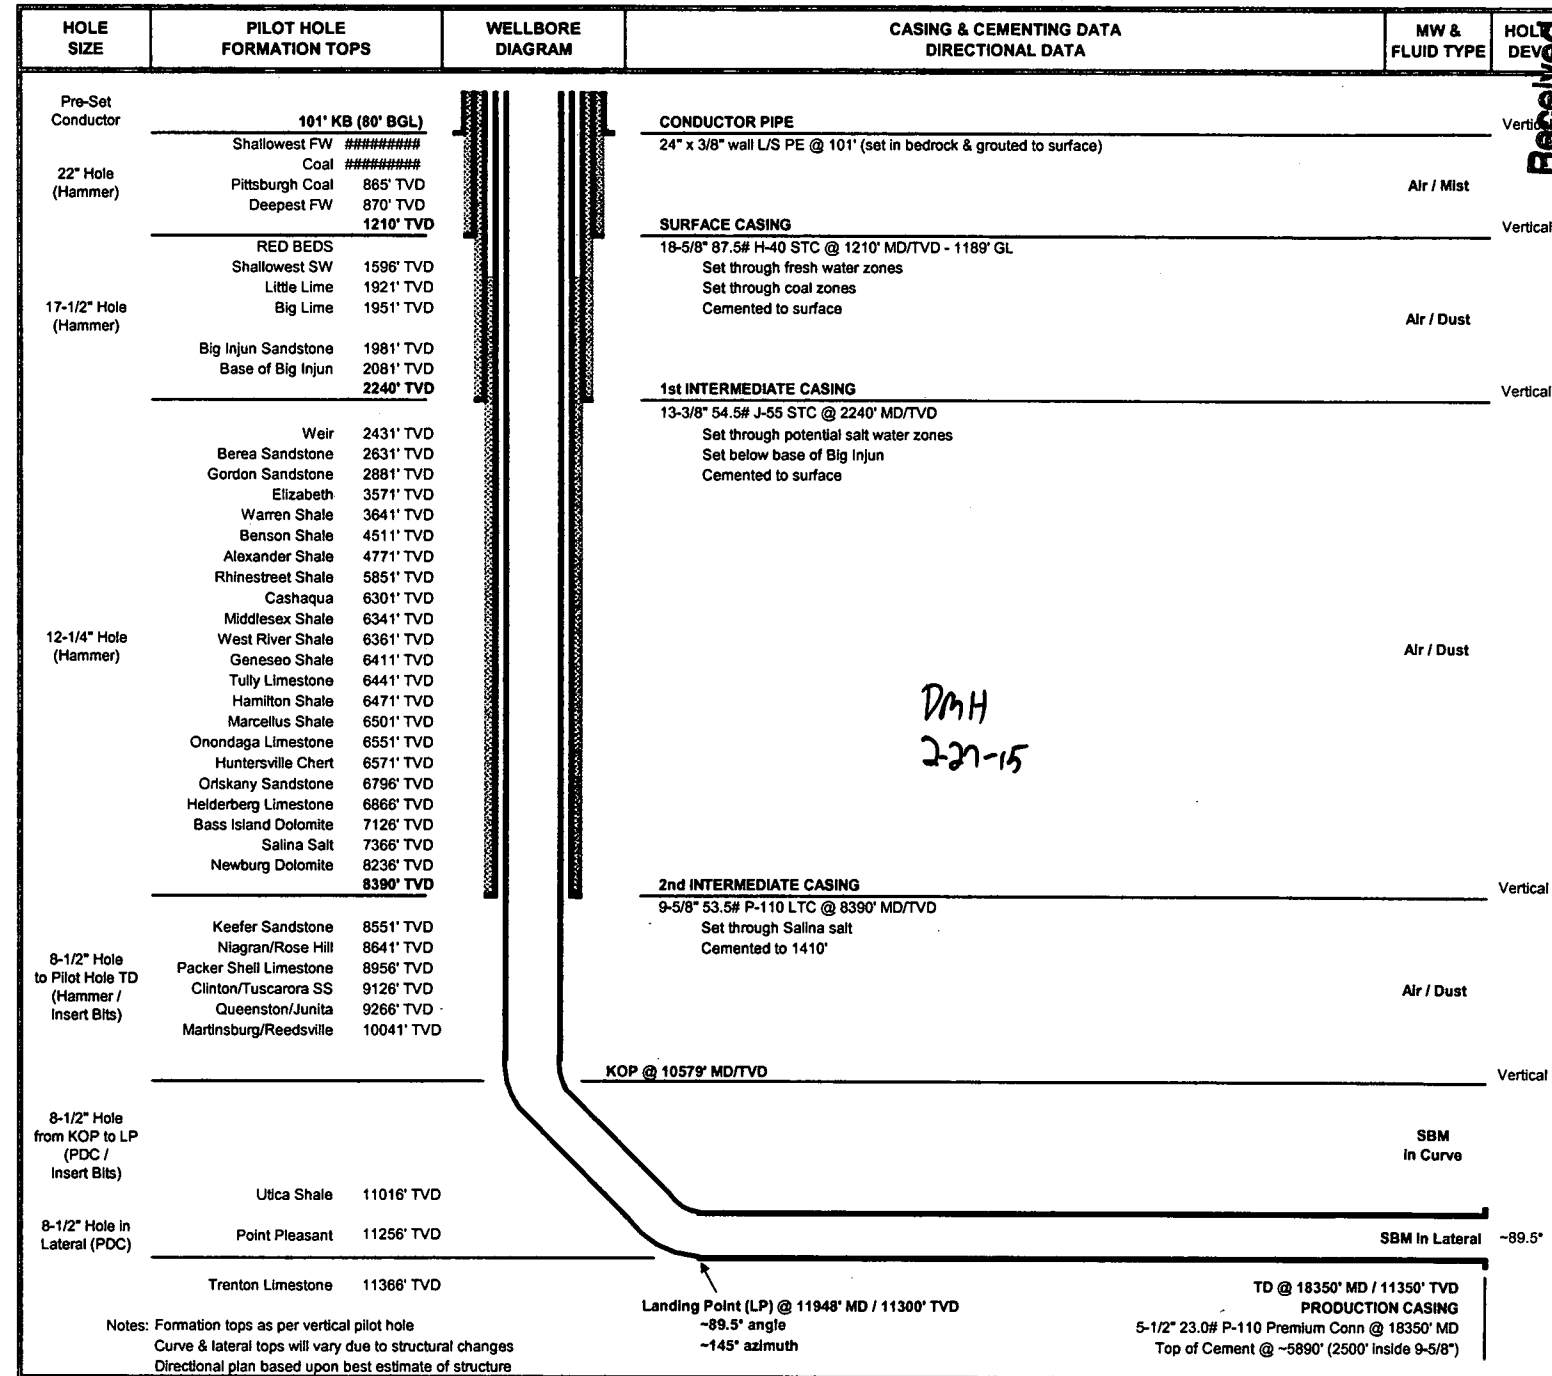 HOLE SIZE | PILOT HOLE FORMATION TOPS | WELLBORE DIAGRAM | CASING & CEMENTING DATA DIRECTIONAL DATA | MW & FLUID TYPE | HOLE DEV
Received
Pre-Set
Conductor
101' KB (80' BGL)
CONDUCTOR PIPE
Vertical
Shallowest FW #########
24" x 3/8" wall L/S PE @ 101' (set in bedrock & grouted to surface)
Coal #########
22" Hole
(Hammer)
Pittsburgh Coal 865' TVD
Air / Mist
Deepest FW 870' TVD
1210' TVD
SURFACE CASING
Vertical
RED BEDS
18-5/8" 87.5# H-40 STC @ 1210' MD/TVD - 1189' GL
Shallowest SW 1596' TVD
Set through fresh water zones
Little Lime 1921' TVD
Set through coal zones
17-1/2" Hole
(Hammer)
Big Lime 1951' TVD
Cemented to surface
Air / Dust
Big Injun Sandstone 1981' TVD
Base of Big Injun 2081' TVD
2240' TVD
1st INTERMEDIATE CASING
Vertical
13-3/8" 54.5# J-55 STC @ 2240' MD/TVD
Weir 2431' TVD
Set through potential salt water zones
Berea Sandstone 2631' TVD
Set below base of Big Injun
Gordon Sandstone 2881' TVD
Cemented to surface
Elizabeth 3571' TVD
Warren Shale 3641' TVD
Benson Shale 4511' TVD
Alexander Shale 4771' TVD
Rhinestreet Shale 5851' TVD
Cashaqua 6301' TVD
Middlesex Shale 6341' TVD
12-1/4" Hole
(Hammer)
West River Shale 6361' TVD
Air / Dust
Geneseo Shale 6411' TVD
Tully Limestone 6441' TVD
Hamilton Shale 6471' TVD
Marcellus Shale 6501' TVD
DMH
2-27-15
Onondaga Limestone 6551' TVD
Huntersville Chert 6571' TVD
Oriskany Sandstone 6796' TVD
Helderberg Limestone 6866' TVD
Bass Island Dolomite 7126' TVD
Salina Salt 7366' TVD
Newburg Dolomite 8236' TVD
8390' TVD
2nd INTERMEDIATE CASING
Vertical
9-5/8" 53.5# P-110 LTC @ 8390' MD/TVD
Keefer Sandstone 8551' TVD
Set through Salina salt
Niagran/Rose Hill 8641' TVD
Cemented to 1410'
8-1/2" Hole
to Pilot Hole TD
(Hammer /
Insert Bits)
Packer Shell Limestone 8956' TVD
Clinton/Tuscarora SS 9126' TVD
Air / Dust
Queenston/Junita 9266' TVD
Martinsburg/Reedsville 10041' TVD
KOP @ 10579' MD/TVD
Vertical
8-1/2" Hole
from KOP to LP
(PDC /
Insert Bits)
SBM
in Curve
Utica Shale 11016' TVD
8-1/2" Hole in
Lateral (PDC)
Point Pleasant 11256' TVD
SBM in Lateral ~89.5°
Trenton Limestone 11366' TVD
Landing Point (LP) @ 11948' MD / 11300' TVD
~89.5° angle
~145° azimuth
TD @ 18350' MD / 11350' TVD
PRODUCTION CASING
5-1/2" 23.0# P-110 Premium Conn @ 18350' MD
Top of Cement @ ~5890' (2500' inside 9-5/8")
Notes: Formation tops as per vertical pilot hole
Curve & lateral tops will vary due to structural changes
Directional plan based upon best estimate of structure